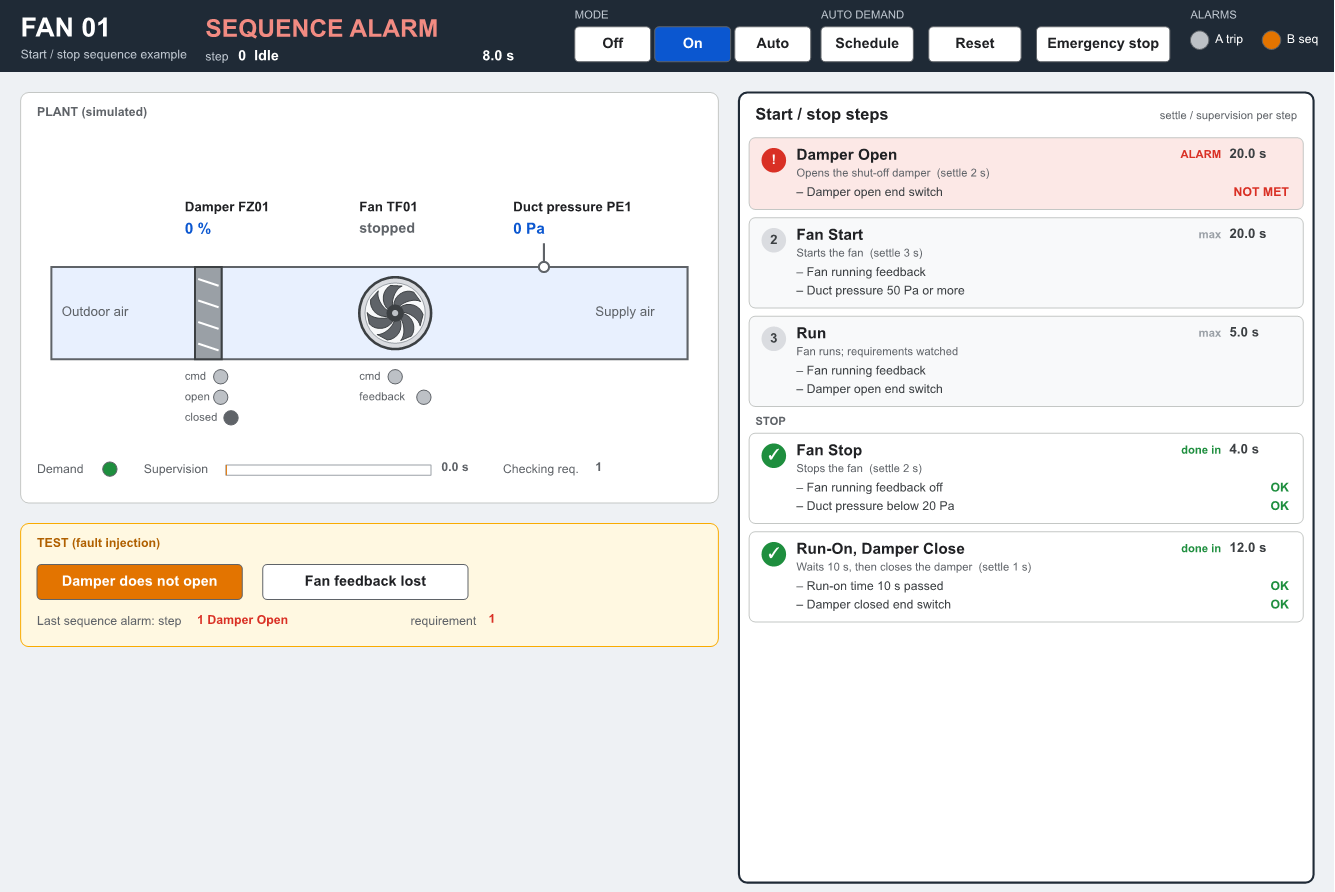 FAN 01
Start / stop sequence example
SEQUENCE ALARM
step 0 Idle 8.0 s
MODE
Off On Auto
AUTO DEMAND
Schedule Reset Emergency stop
ALARMS
A trip B seq
PLANT (simulated)
Damper FZ01
0 %
Fan TF01
stopped
Duct pressure PE1
0 Pa
Outdoor air
Supply air
cmd
open
closed
cmd
feedback
Demand Supervision 0.0 s Checking req. 1
TEST (fault injection)
Damper does not open Fan feedback lost
Last sequence alarm: step 1 Damper Open requirement 1
Start / stop steps settle / supervision per step
! Damper Open ALARM 20.0 s
Opens the shut-off damper (settle 2 s)
– Damper open end switch NOT MET
2 Fan Start max 20.0 s
Starts the fan (settle 3 s)
– Fan running feedback
– Duct pressure 50 Pa or more
3 Run max 5.0 s
Fan runs; requirements watched
– Fan running feedback
– Damper open end switch
STOP
✓ Fan Stop done in 4.0 s
Stops the fan (settle 2 s)
– Fan running feedback off OK
– Duct pressure below 20 Pa OK
✓ Run-On, Damper Close done in 12.0 s
Waits 10 s, then closes the damper (settle 1 s)
– Run-on time 10 s passed OK
– Damper closed end switch OK